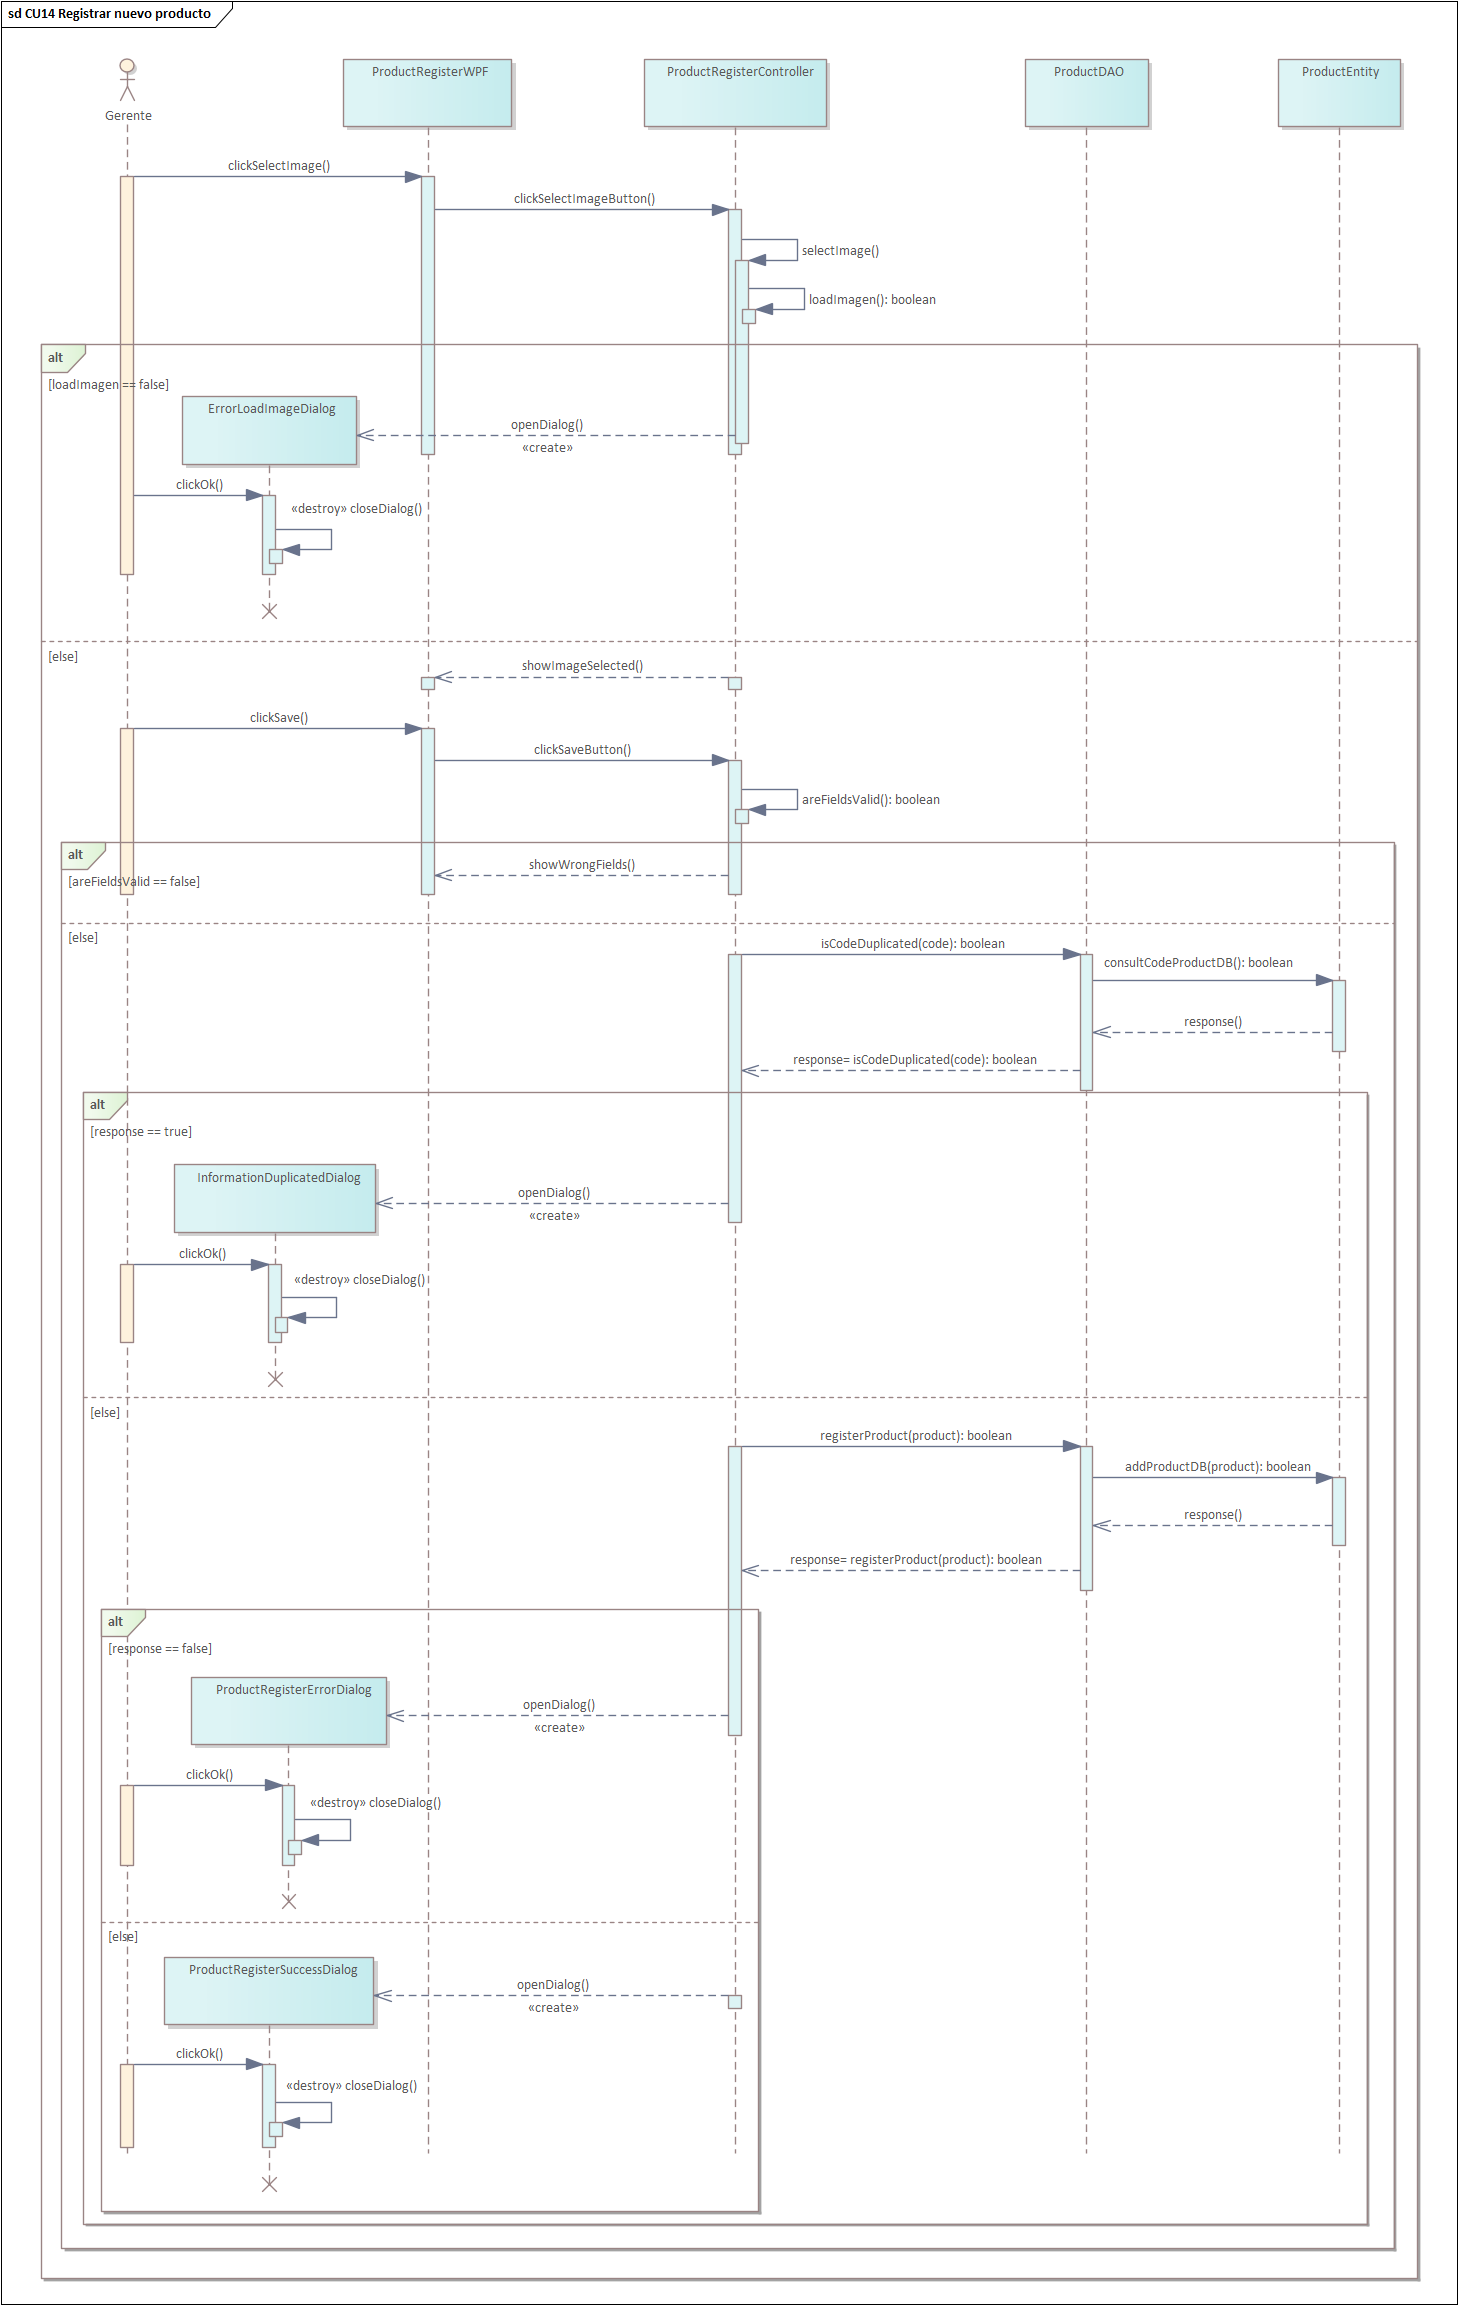 sd CU14 Registrar nuevo producto
Gerente
ProductRegisterWPF
ProductRegisterController
ProductDAO
ProductEntity
clickSelectImage()
clickSelectImageButton()
selectImage()
loadImagen(): boolean
alt
[loadImagen == false]
ErrorLoadImageDialog
openDialog()
«create»
clickOk()
«destroy» closeDialog()
[else]
showImageSelected()
clickSave()
clickSaveButton()
areFieldsValid(): boolean
alt
[areFieldsValid == false]
showWrongFields()
[else]
isCodeDuplicated(code): boolean
consultCodeProductDB(): boolean
response()
response= isCodeDuplicated(code): boolean
alt
[response == true]
InformationDuplicatedDialog
openDialog()
«create»
clickOk()
«destroy» closeDialog()
[else]
registerProduct(product): boolean
addProductDB(product): boolean
response()
response= registerProduct(product): boolean
alt
[response == false]
ProductRegisterErrorDialog
openDialog()
«create»
clickOk()
«destroy» closeDialog()
[else]
ProductRegisterSuccessDialog
openDialog()
«create»
clickOk()
«destroy» closeDialog()